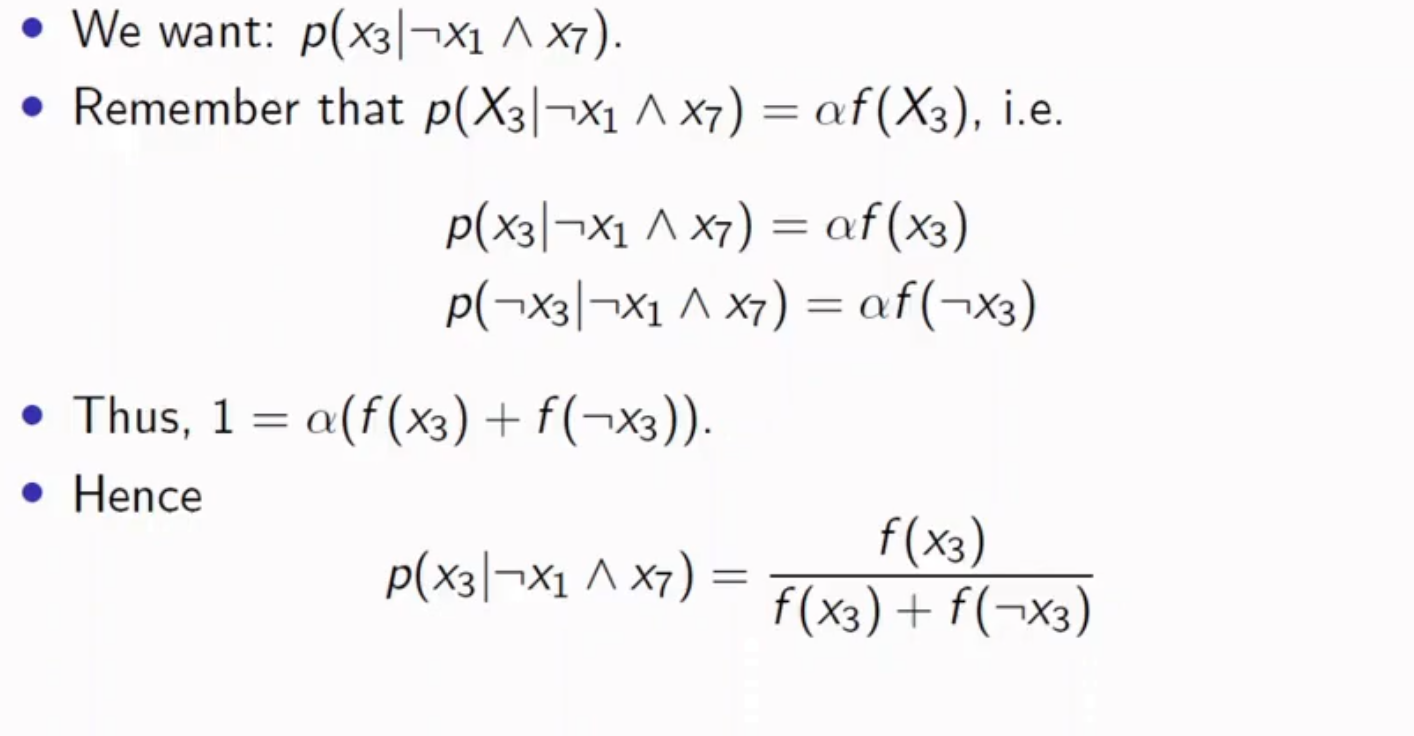 • We want: p(x₃|¬x₁ ∧ x₇).
• Remember that p(X₃|¬x₁ ∧ x₇) = αf(X₃), i.e.
p(x₃|¬x₁ ∧ x₇) = αf(x₃)
p(¬x₃|¬x₁ ∧ x₇) = αf(¬x₃)
• Thus, 1 = α(f(x₃) + f(¬x₃)).
• Hence
p(x₃|¬x₁ ∧ x₇) = f(x₃) / f(x₃) + f(¬x₃)